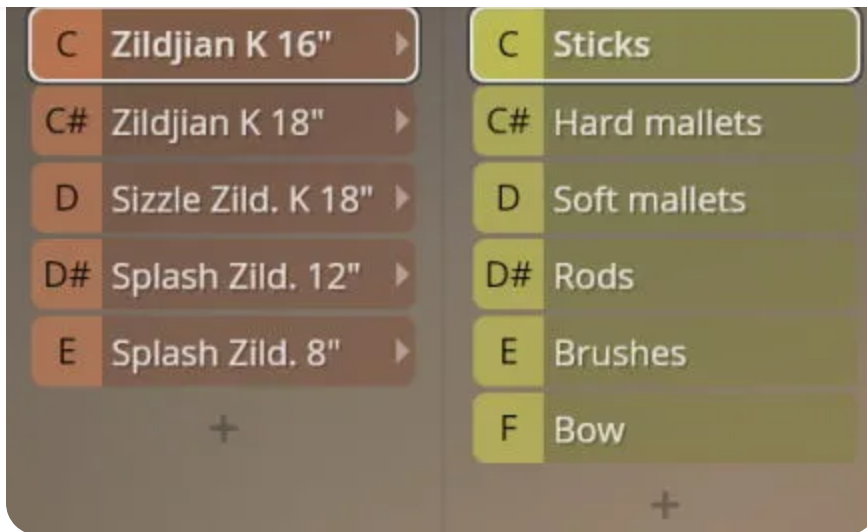 C Zildjian K 16"
C# Zildjian K 18"
D Sizzle Zild. K 18"
D# Splash Zild. 12"
E Splash Zild. 8"
+
C Sticks
C# Hard mallets
D Soft mallets
D# Rods
E Brushes
F Bow
+